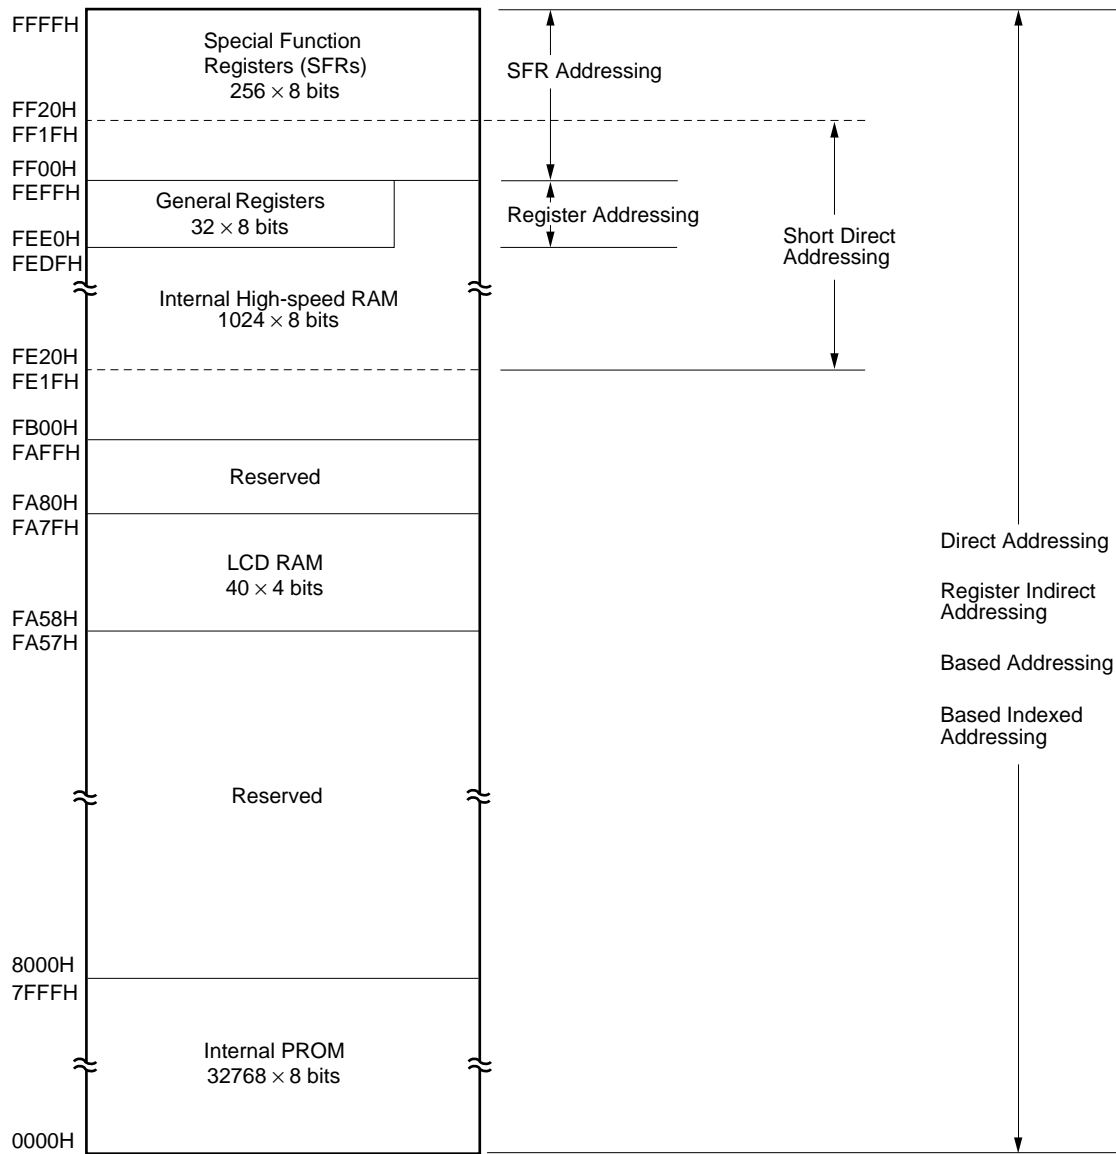 FFFFH
Special Function
Registers (SFRs)
256 × 8 bits
SFR Addressing
FF20H
FF1FH
FF00H
FEFFH
General Registers
32 × 8 bits
Register Addressing
Short Direct
Addressing
FEE0H
FEDFH
Internal High-speed RAM
1024 × 8 bits
FE20H
FE1FH
FB00H
FAFFH
Reserved
FA80H
FA7FH
LCD RAM
40 × 4 bits
FA58H
FA57H
Direct Addressing
Register Indirect
Addressing
Based Addressing
Based Indexed
Addressing
Reserved
8000H
7FFFH
Internal PROM
32768 × 8 bits
0000H